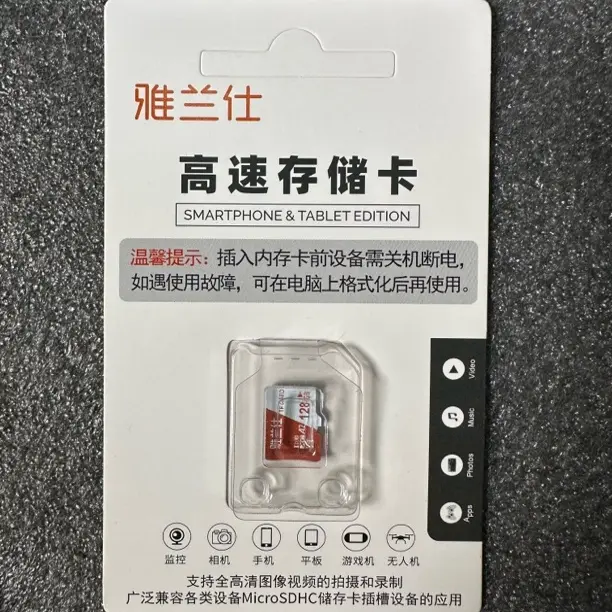 雅兰仕
高速存储卡
SMARTPHONE & TABLET EDITION
温馨提示：插入内存卡前设备需关机断电，
如遇使用故障，可在电脑上格式化后再使用。
Video
Music
Photos
Apps
雅兰仕
128
A2
监控 相机 手机 平板 游戏机 无人机
支持全高清图像视频的拍摄和录制
广泛兼容各类设备MicroSDHC储存卡插槽设备的应用